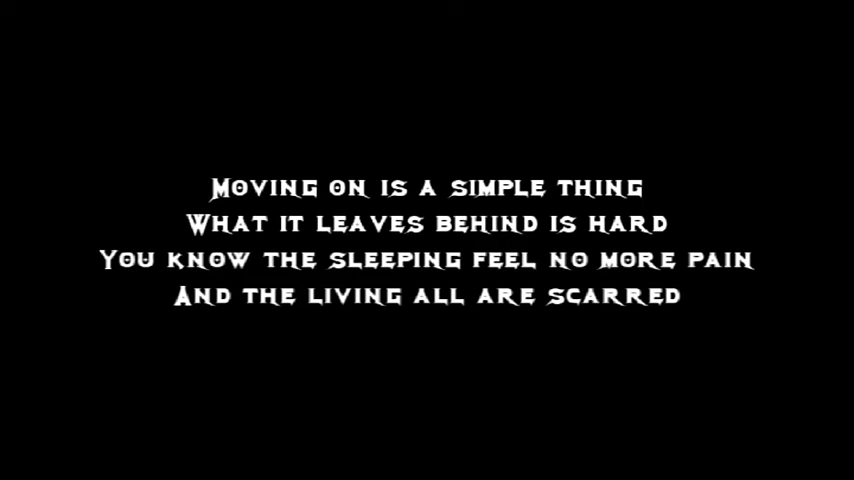 Moving on is a simple thing
What it leaves behind is hard
You know the sleeping feel no more pain
And the living all are scarred